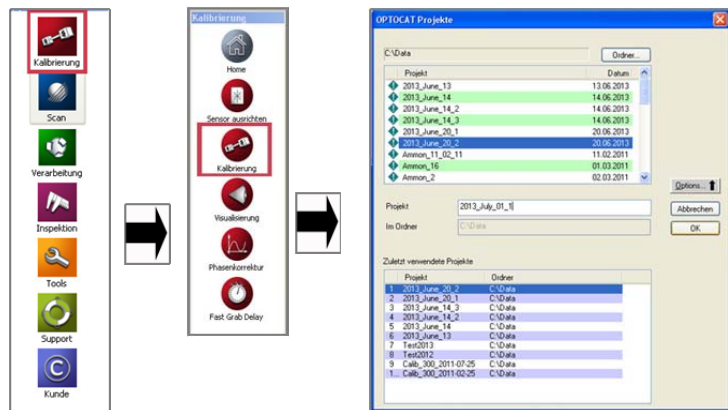 Kalibrierung
Scan
Verarbeitung
Inspektion
Tools
Support
Kunde
Kalibrierung
Home
Sensor ausrichten
Kalibrierung
Visualisierung
Phasenkorrektur
Fast Grab Delay
OPTOCAT Projekte
C:\Data
Ordner...
Projekt Datum
2013_June_13 13.06.2013
2013_June_14 14.06.2013
2013_June_14_2 14.06.2013
2013_June_14_3 14.06.2013
2013_June_20_1 20.06.2013
2013_June_20_2 20.06.2013
Ammon_11_02_11 11.02.2011
Ammon_16 01.03.2011
Ammon_2 02.03.2011
Options...
Projekt 2013_July_01_1
Abbrechen
Im Ordner C:\Data
OK
Zuletzt verwendete Projekte
Projekt Ordner
1 2013_June_20_2 C:\Data
2 2013_June_20_1 C:\Data
3 2013_June_14_3 C:\Data
4 2013_June_14_2 C:\Data
5 2013_June_14 C:\Data
6 2013_June_13 C:\Data
7 Test2013 C:\Data
8 Test2012 C:\Data
9 Calib_300_2011-07-25 C:\Data
1... Calib_300_2011-02-25 C:\Data